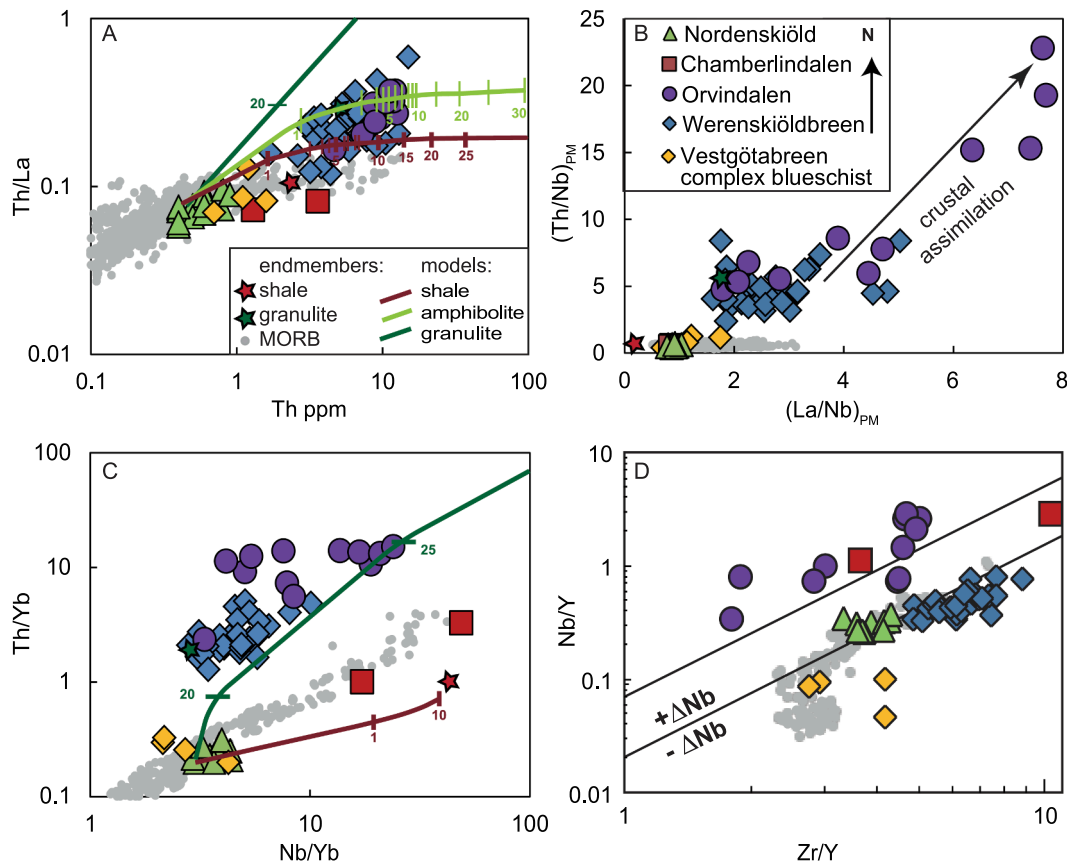 A
1
0.1
0.01
Th/La
0.1
1
10
100
Th ppm
20
1
5
10
20
30
1
5
10
15
20
25
endmembers:
models:
shale
shale
granulite
amphibolite
MORB
granulite
B
25
20
15
10
5
0
(Th/Nb)PM
0
2
4
6
8
(La/Nb)PM
Nordenskiöld
N
Chamberlindalen
Orvindalen
Werenskiöldbreen
Vestgötabreen
complex blueschist
crustal
assimilation
C
100
10
1
0.1
Th/Yb
1
10
100
Nb/Yb
20
25
1
10
D
10
1
0.1
0.01
Nb/Y
1
10
Zr/Y
+ΔNb
- ΔNb